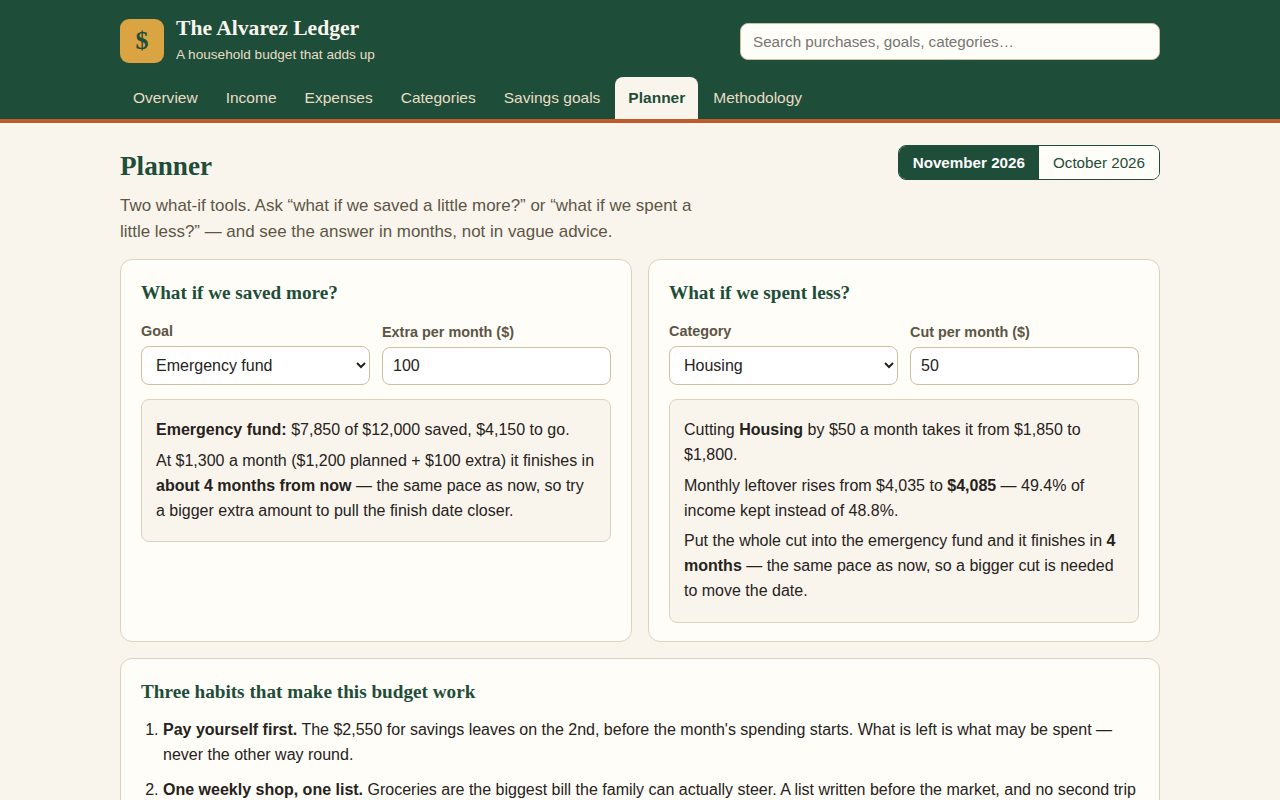 $
The Alvarez Ledger
A household budget that adds up
Search purchases, goals, categories…
Overview
Income
Expenses
Categories
Savings goals
Planner
Methodology
Planner
November 2026
October 2026
Two what-if tools. Ask “what if we saved a little more?” or “what if we spent a
little less?” — and see the answer in months, not in vague advice.
What if we saved more?
Goal
Extra per month ($)
Emergency fund
100
Emergency fund: $7,850 of $12,000 saved, $4,150 to go.
At $1,300 a month ($1,200 planned + $100 extra) it finishes in
about 4 months from now — the same pace as now, so try
a bigger extra amount to pull the finish date closer.
What if we spent less?
Category
Cut per month ($)
Housing
50
Cutting Housing by $50 a month takes it from $1,850 to
$1,800.
Monthly leftover rises from $4,035 to $4,085 — 49.4% of
income kept instead of 48.8%.
Put the whole cut into the emergency fund and it finishes in 4
months — the same pace as now, so a bigger cut is needed
to move the date.
Three habits that make this budget work
1. Pay yourself first. The $2,550 for savings leaves on the 2nd, before the month's spending starts. What is left is what may be spent —
never the other way round.
2. One weekly shop, one list. Groceries are the biggest bill the family can actually steer. A list written before the market, and no second trip